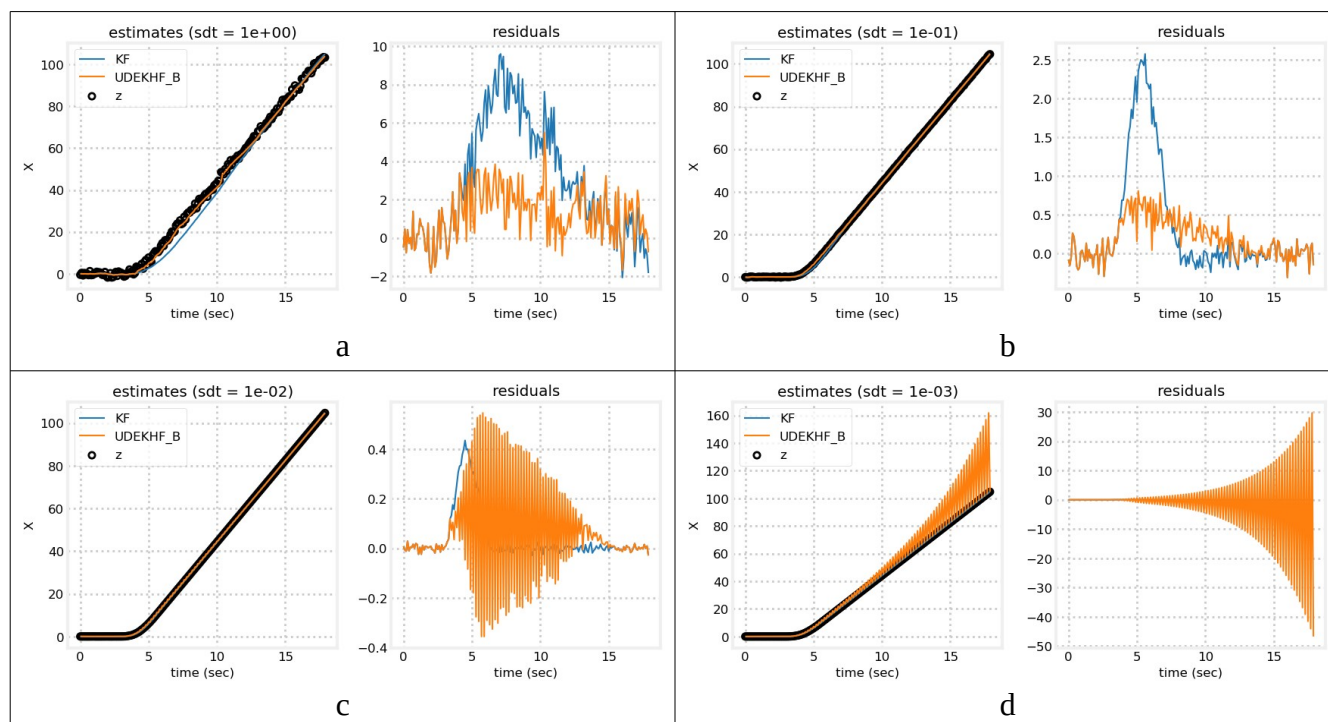 estimates (sdt = 1e+00)
KF
UDEKHF_B
z
100
80
60
40
20
0
X
0 5 10 15
time (sec)
residuals
10
8
6
4
2
0
−2
0 5 10 15
time (sec)
a
estimates (sdt = 1e-01)
KF
UDEKHF_B
z
100
80
60
40
20
0
X
0 5 10 15
time (sec)
residuals
2.5
2.0
1.5
1.0
0.5
0.0
0 5 10 15
time (sec)
b
estimates (sdt = 1e-02)
KF
UDEKHF_B
z
100
80
60
40
20
0
X
0 5 10 15
time (sec)
residuals
0.4
0.2
0.0
−0.2
−0.4
0 5 10 15
time (sec)
c
estimates (sdt = 1e-03)
KF
UDEKHF_B
z
160
140
120
100
80
60
40
20
0
X
0 5 10 15
time (sec)
residuals
30
20
10
0
−10
−20
−30
−40
−50
0 5 10 15
time (sec)
d